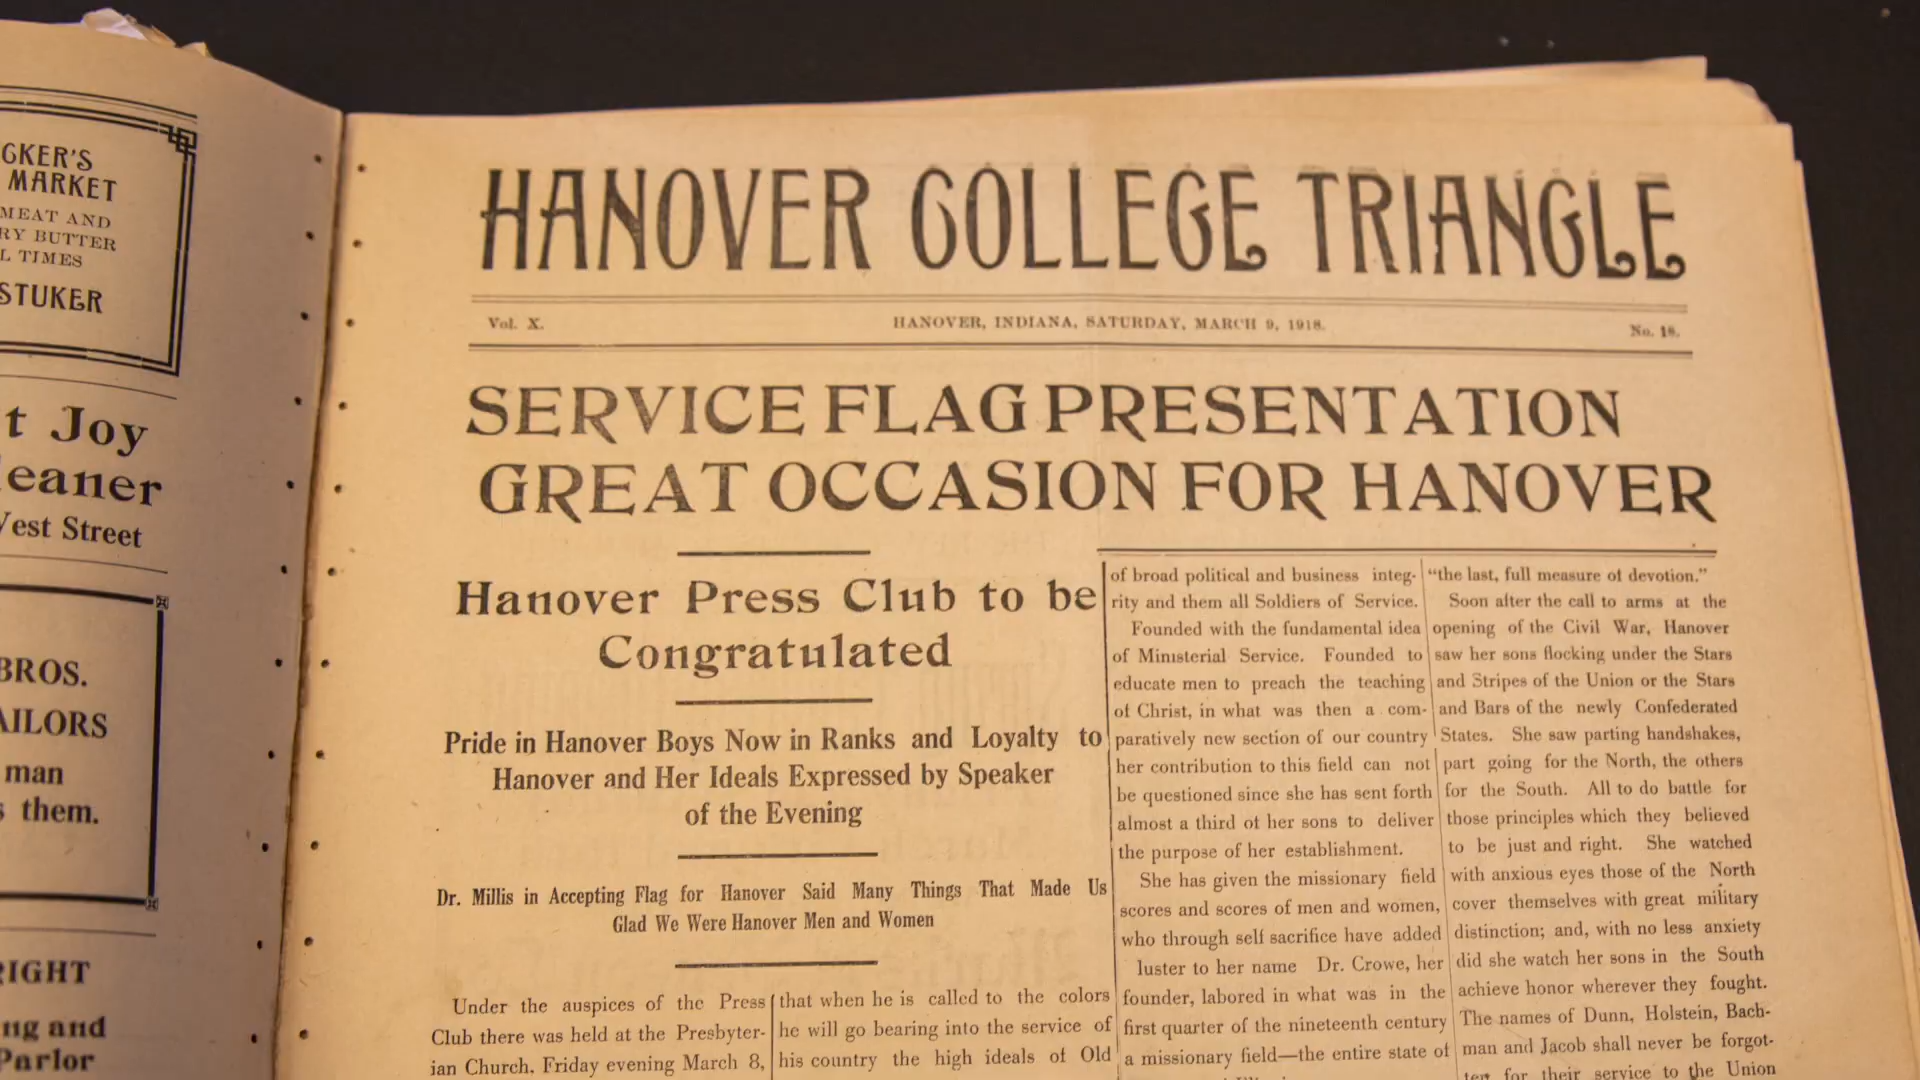 GKER'S
MARKET
MEAT AND
RY BUTTER
L TIMES
STUKER
t Joy
leaner
Vest Street
BROS.
AILORS
man
s them.
RIGHT
ng and
Parlor
HANOVER COLLEGE TRIANGLE
Vol. X.
HANOVER, INDIANA, SATURDAY, MARCH 9, 1918.
No. 18.
SERVICE FLAG PRESENTATION
GREAT OCCASION FOR HANOVER
Hanover Press Club to be
Congratulated
Pride in Hanover Boys Now in Ranks and Loyalty to
Hanover and Her Ideals Expressed by Speaker
of the Evening
Dr. Millis in Accepting Flag for Hanover Said Many Things That Made Us
Glad We Were Hanover Men and Women
Under the auspices of the Press
Club there was held at the Presbyter-
ian Church, Friday evening March 8,
that when he is called to the colors
he will go bearing into the service of
his country the high ideals of Old
of broad political and business integ-
rity and them all Soldiers of Service.
Founded with the fundamental idea
of Ministerial Service. Founded to
educate men to preach the teaching
of Christ, in what was then a com-
paratively new section of our country
her contribution to this field can not
be questioned since she has sent forth
almost a third of her sons to deliver
the purpose of her establishment.
She has given the missionary field
scores and scores of men and women,
who through self sacrifice have added
luster to her name Dr. Crowe, her
founder, labored in what was in the
first quarter of the nineteenth century
a missionary field—the entire state of
"the last, full measure of devotion."
Soon after the call to arms at the
opening of the Civil War, Hanover
saw her sons flocking under the Stars
and Stripes of the Union or the Stars
and Bars of the newly Confederated
States. She saw parting handshakes,
part going for the North, the others
for the South. All to do battle for
those principles which they believed
to be just and right. She watched
with anxious eyes those of the North
cover themselves with great military
distinction; and, with no less anxiety
did she watch her sons in the South
achieve honor wherever they fought.
The names of Dunn, Holstein, Bach-
man and Jacob shall never be forgot-
ten for their service to the Union